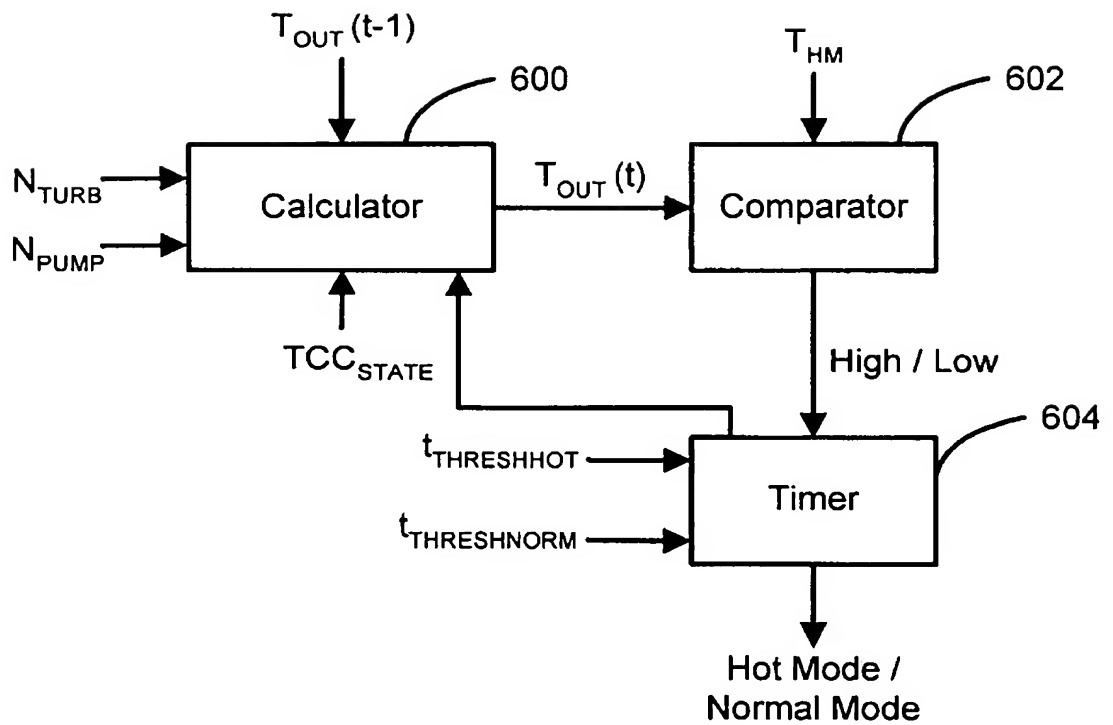 T_OUT (t-1)
600
T_HM
602
N_TURB
Calculator
T_OUT (t)
Comparator
N_PUMP
TCC_STATE
High / Low
604
t_THRESHHOT
Timer
t_THRESHNORM
Hot Mode /
Normal Mode